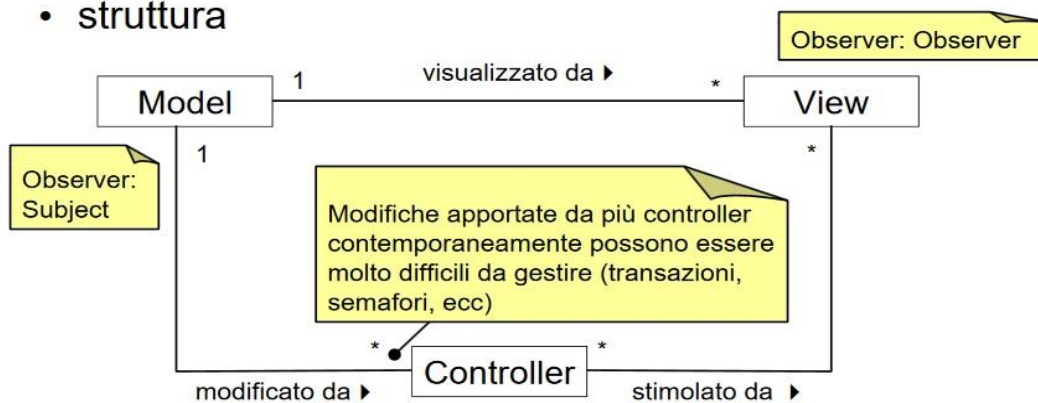 • struttura
Observer: Observer
1
visualizzato da ▸
*
Model
View
1
*
Observer:
Subject
Modifiche apportate da più controller
contemporaneamente possono essere
molto difficili da gestire (transazioni,
semafori, ecc)
*
*
Controller
modificato da ▸
stimolato da ▸